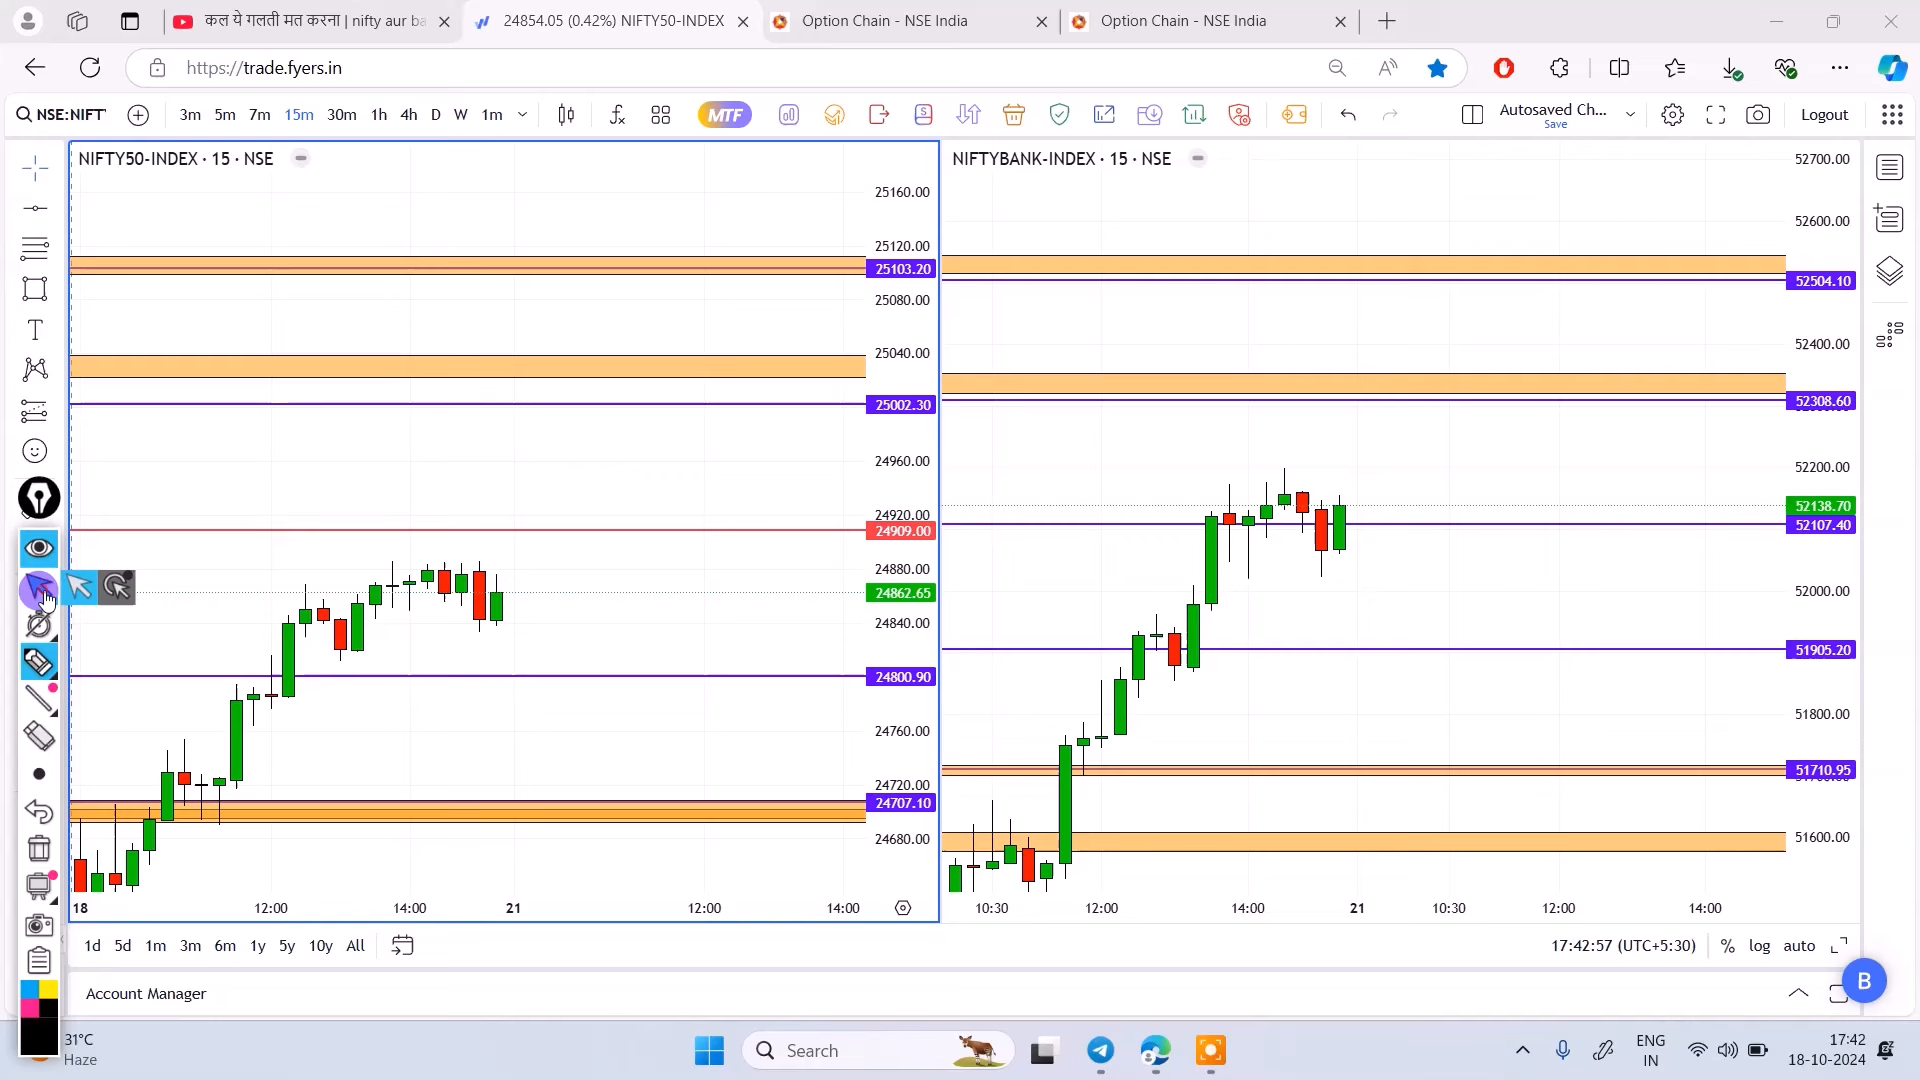 कल ये गलती मत करना | nifty aur ba
24854.05 (0.42%) NIFTY50-INDEX
Option Chain - NSE India
Option Chain - NSE India
https://trade.fyers.in
NSE:NIFT
3m 5m 7m 15m 30m 1h 4h D W 1m
MTF
Autosaved Ch...
Save
Logout
NIFTY50-INDEX · 15 · NSE
25160.00
25120.00
25103.20
25080.00
25040.00
25002.30
24960.00
24920.00
24909.00
24880.00
24862.65
24840.00
24800.90
24760.00
24720.00
24707.10
24680.00
18 12:00 14:00 21 12:00 14:00
NIFTYBANK-INDEX · 15 · NSE
52700.00
52600.00
52504.10
52400.00
52308.60
52200.00
52138.70
52107.40
52000.00
51905.20
51800.00
51710.95
51600.00
10:30 12:00 14:00 21 10:30 12:00 14:00
1d 5d 1m 3m 6m 1y 5y 10y All
17:42:57 (UTC+5:30) % log auto
Account Manager
B
31°C
Haze
Search
ENG
IN
17:42
18-10-2024